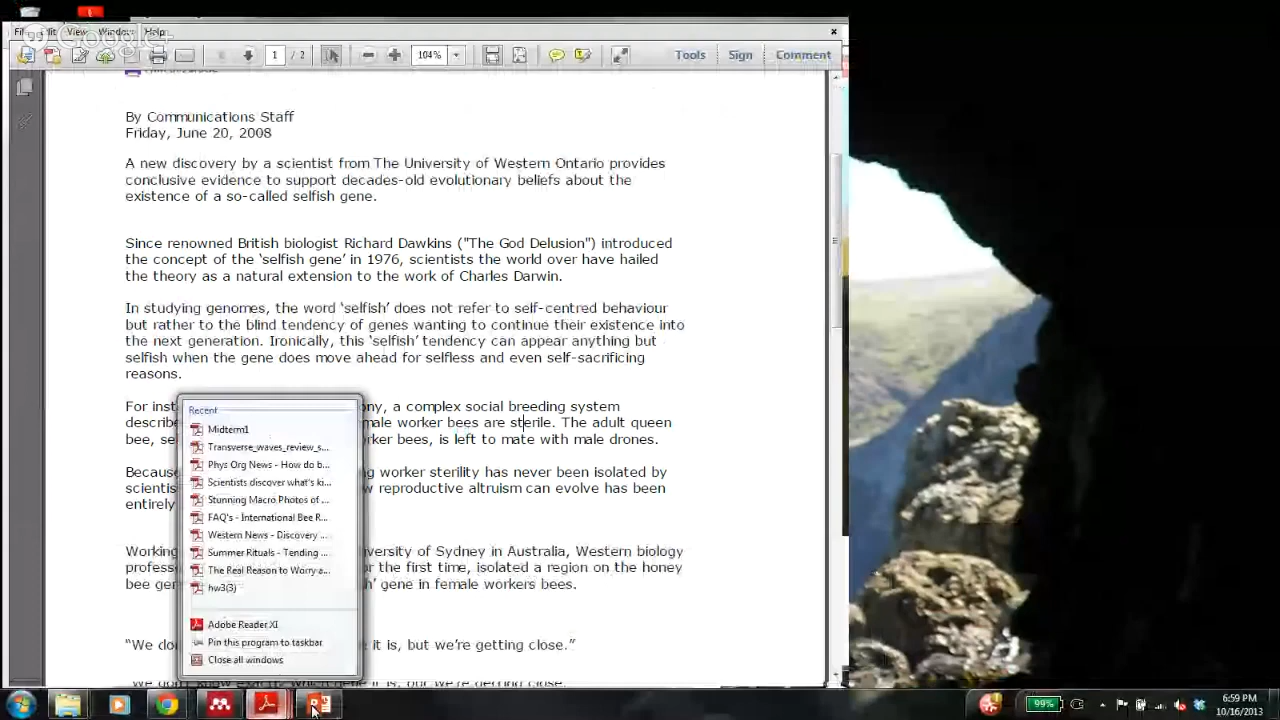 Google+
File Edit View Window Help
1 / 2
104%
Tools
Sign
Comment
By Communications Staff
Friday, June 20, 2008
A new discovery by a scientist from The University of Western Ontario provides
conclusive evidence to support decades-old evolutionary beliefs about the
existence of a so-called selfish gene.
Since renowned British biologist Richard Dawkins ("The God Delusion") introduced
the concept of the ‘selfish gene’ in 1976, scientists the world over have hailed
the theory as a natural extension to the work of Charles Darwin.
In studying genomes, the word ‘selfish’ does not refer to self-centred behaviour
but rather to the blind tendency of genes wanting to continue their existence into
the next generation. Ironically, this ‘selfish’ tendency can appear anything but
selfish when the gene does move ahead for selfless and even self-sacrificing
reasons.
For inst ony, a complex social breeding system
describe male worker bees are sterile. The adult queen
bee, sel rker bees, is left to mate with male drones.
Because g worker sterility has never been isolated by
scientis w reproductive altruism can evolve has been
entirely
Working iversity of Sydney in Australia, Western biology
profess or the first time, isolated a region on the honey
bee gen h’ gene in female workers bees.
“We don e it is, but we’re getting close.”
Recent
Midterm1
Transverse_waves_review_s...
Phys Org News - How do b...
Scientists discover what's ki...
Stunning Macro Photos of ...
FAQ's - International Bee R...
Western News - Discovery ...
Summer Rituals - Tending ...
The Real Reason to Worry a...
hw3(3)
Adobe Reader XI
Pin this program to taskbar
Close all windows
99%
6:59 PM
10/16/2013